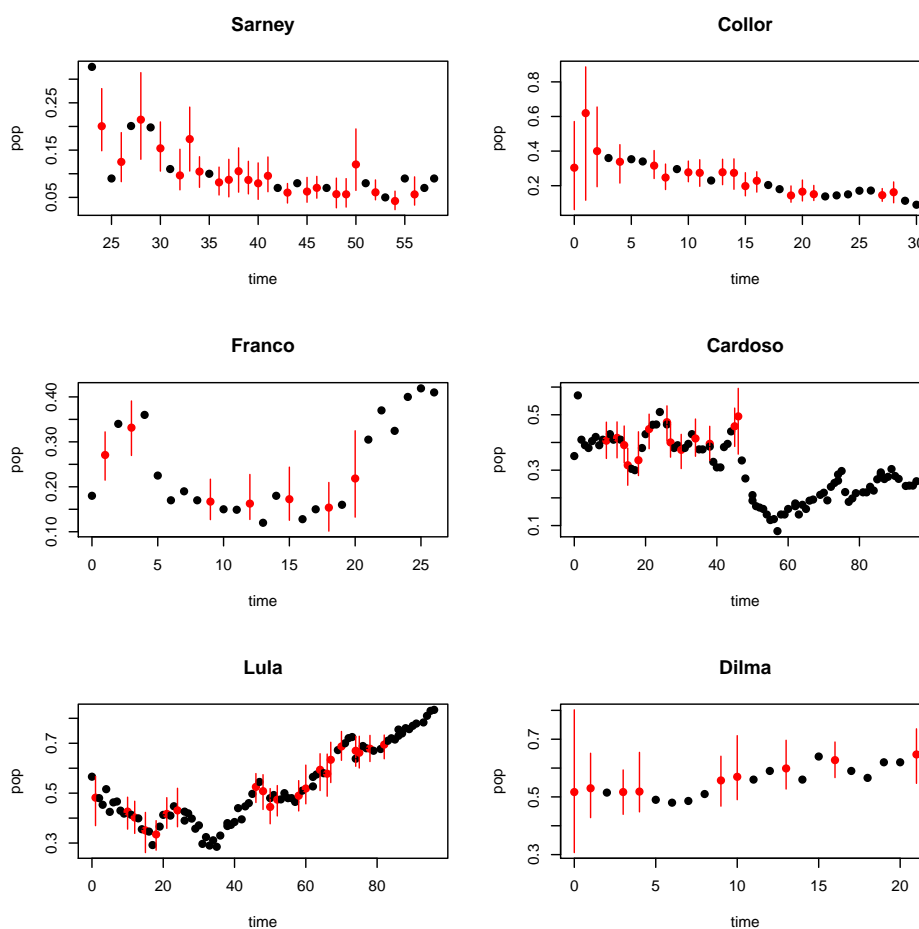 Sarney
Collor
pop
0.05 0.15 0.25
25 30 35 40 45 50 55
time
pop
0.2 0.4 0.6 0.8
0 5 10 15 20 25 30
time
Franco
Cardoso
pop
0.10 0.20 0.30 0.40
0 5 10 15 20 25
time
pop
0.1 0.3 0.5
0 20 40 60 80
time
Lula
Dilma
pop
0.3 0.5 0.7
0 20 40 60 80
time
pop
0.3 0.5 0.7
0 5 10 15 20
time